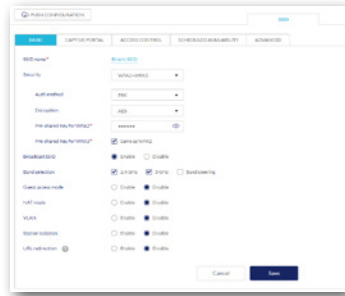 PUSH CONFIGURATION
SSID
BASIC CAPTIVE PORTAL ACCESS CONTROL SCHEDULED AVAILABILITY ADVANCED
SSID name*
Security WPA2+WPA3
Auth method PSK
Encryption AES
Pre-shared key for WPA2*
Pre-shared key for WPA3* Same as WPA2
Broadcast SSID Enable Disable
Band selection 2.4 GHz 5 GHz Band steering
Guest access mode Enable Disable
NAT mode Enable Disable
VLAN Enable Disable
Station isolation Enable Disable
URL redirection Enable Disable
Cancel Save